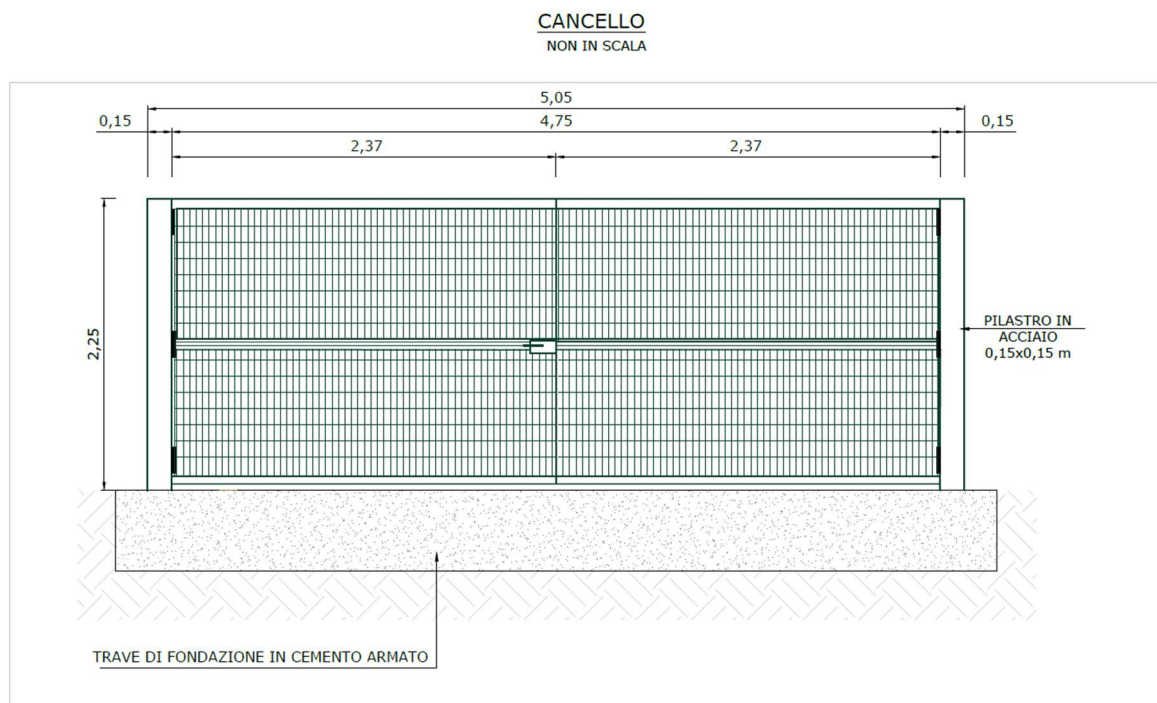 CANCELLO
NON IN SCALA
5,05
0,15
4,75
0,15
2,37
2,37
2,25
PILASTRO IN
ACCIAIO
0,15x0,15 m
TRAVE DI FONDAZIONE IN CEMENTO ARMATO